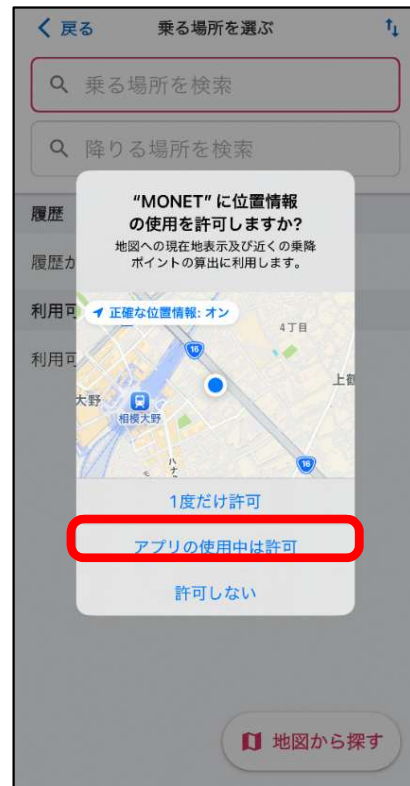 戻る 乗る場所を選ぶ
乗る場所を検索
降りる場所を検索
"MONET"に位置情報
の使用を許可しますか?
地図への現在地表示及び近くの乗降
ポイントの算出に利用します。
履歴
履歴が
利用可
利用可
正確な位置情報: オン
4丁目
16
上鶴
大野
相模大野
ハ
ナ
16
1度だけ許可
アプリの使用中は許可
許可しない
地図から探す